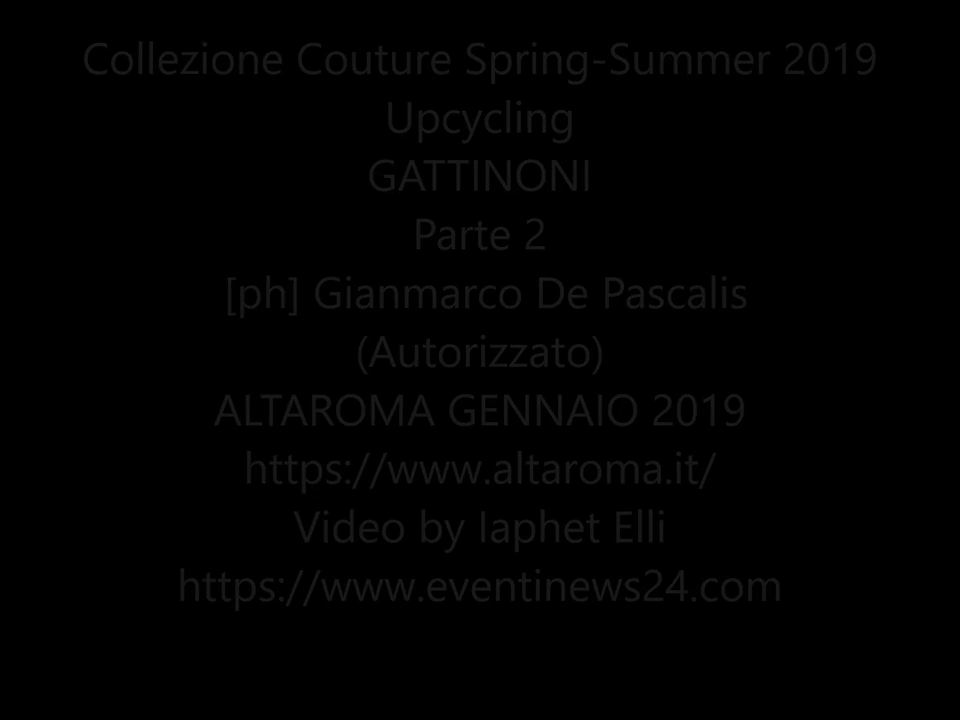 Collezione Couture Spring-Summer 2019
Upcycling
GATTINONI
Parte 2
[ph] Gianmarco De Pascalis
(Autorizzato)
ALTAROMA GENNAIO 2019
https://www.altaroma.it/
Video by Iaphet Elli
https://www.eventinews24.com